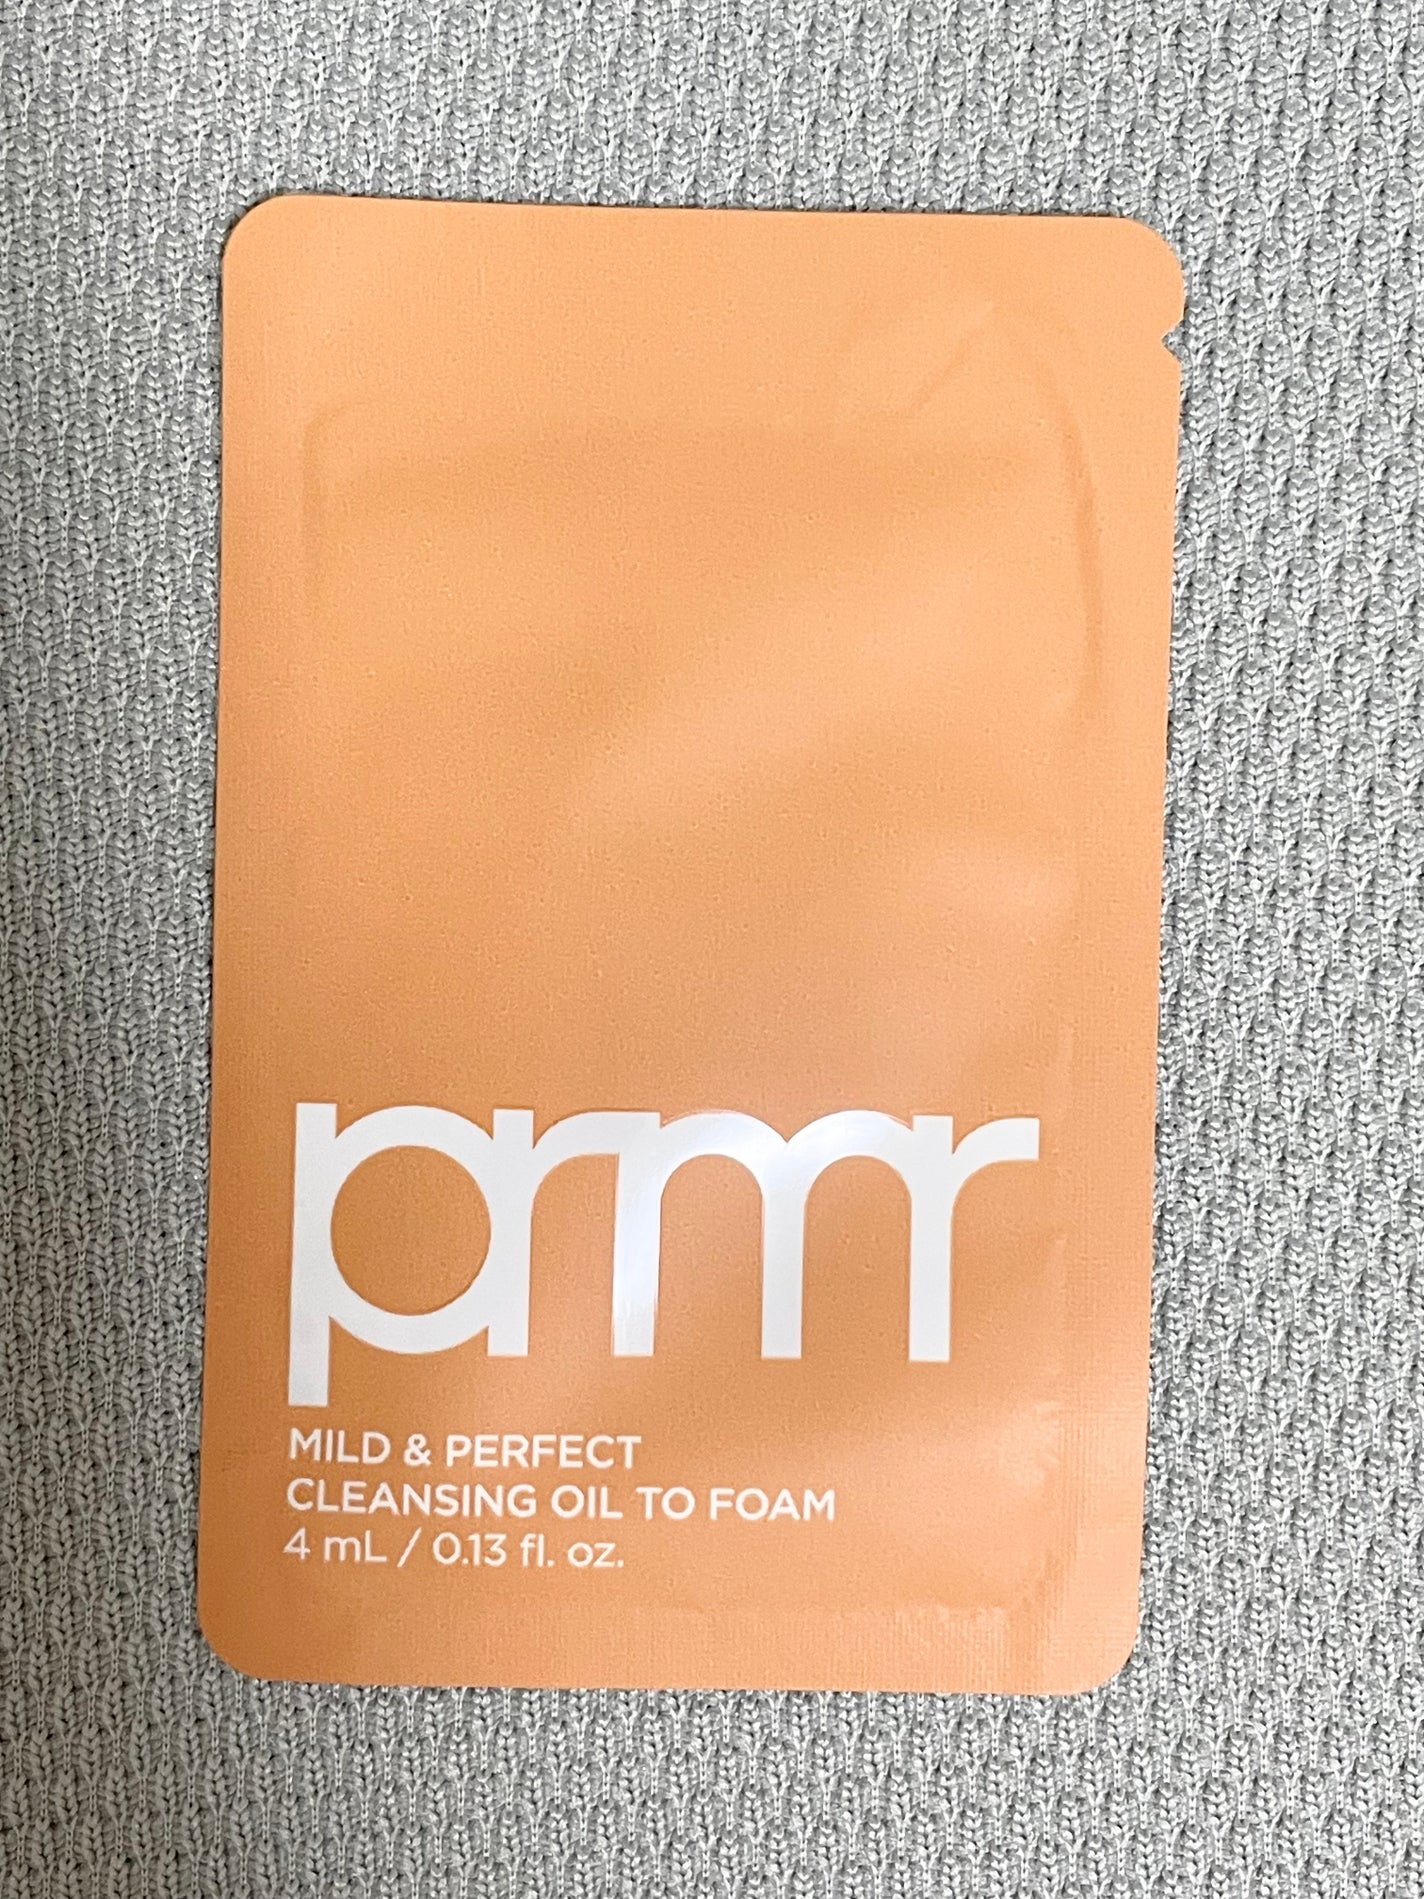 prmr
MILD & PERFECT
CLEANSING OIL TO FOAM
4 mL / 0.13 fl. oz.